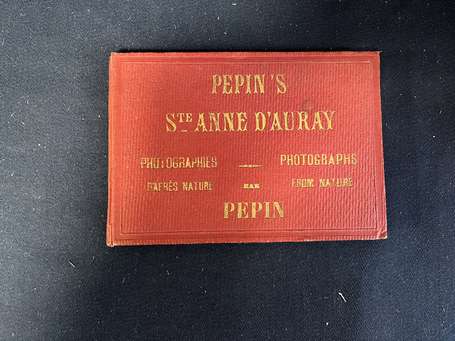 PEPIN'S
STE ANNE D'AURAY
PHOTOGRAPHIES — PHOTOGRAPHS
D'APRÈS NATURE PAR FROM NATURE
PEPIN